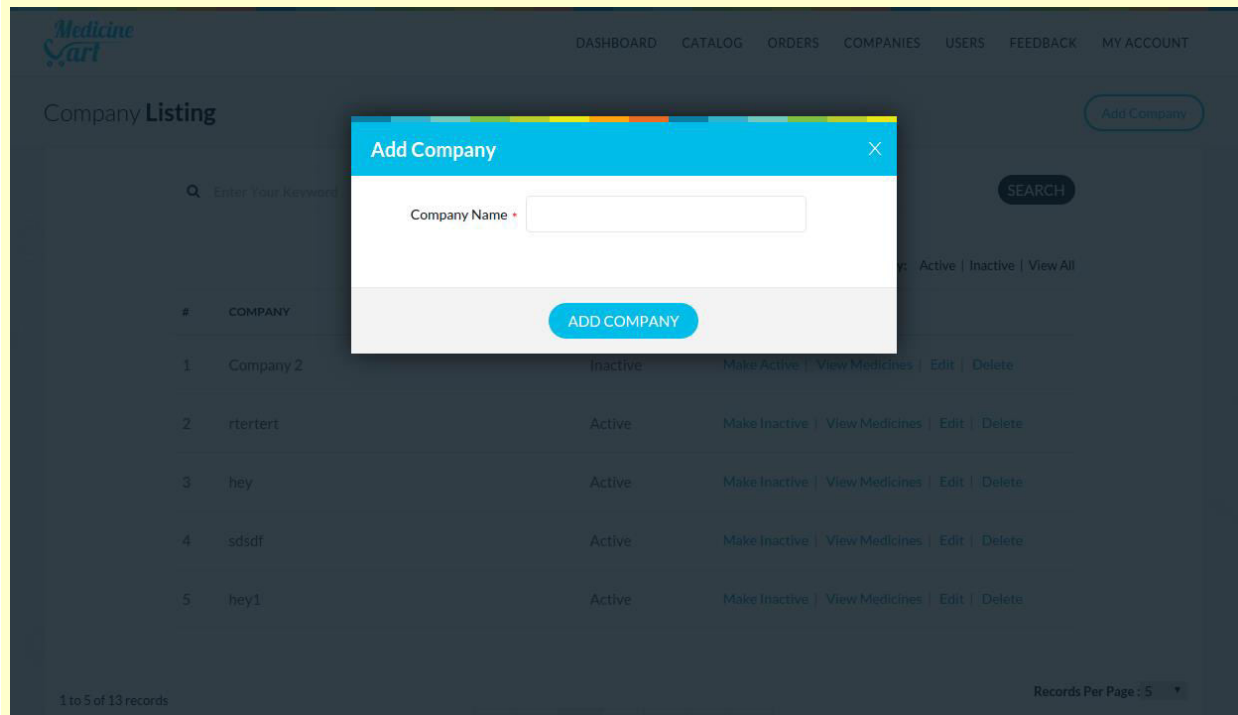 Medicine
Cart
DASHBOARD CATALOG ORDERS COMPANIES USERS FEEDBACK MY ACCOUNT
Company Listing
Add Company
Add Company
Enter Your Keyword
SEARCH
Company Name *
Active | Inactive | View All
# COMPANY
ADD COMPANY
1 Company 2 Inactive Make Active | View Medicines | Edit | Delete
2 rtertert Active Make Inactive | View Medicines | Edit | Delete
3 hey Active Make Inactive | View Medicines | Edit | Delete
4 sdsdf Active Make Inactive | View Medicines | Edit | Delete
5 hey1 Active Make Inactive | View Medicines | Edit | Delete
1 to 5 of 13 records
Records Per Page : 5